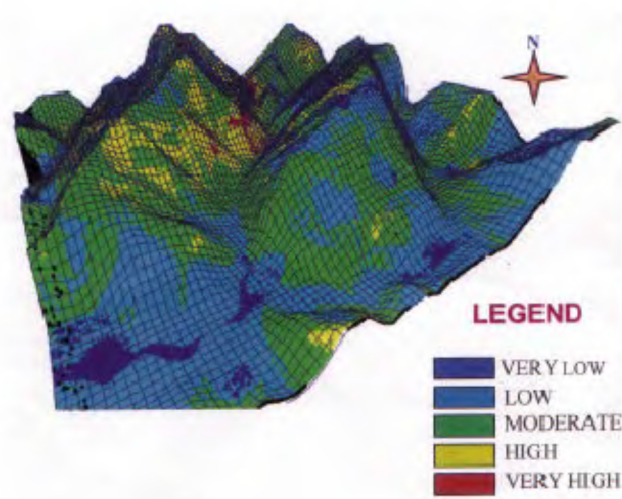 N
LEGEND
VERY LOW
LOW
MODERATE
HIGH
VERY HIGH